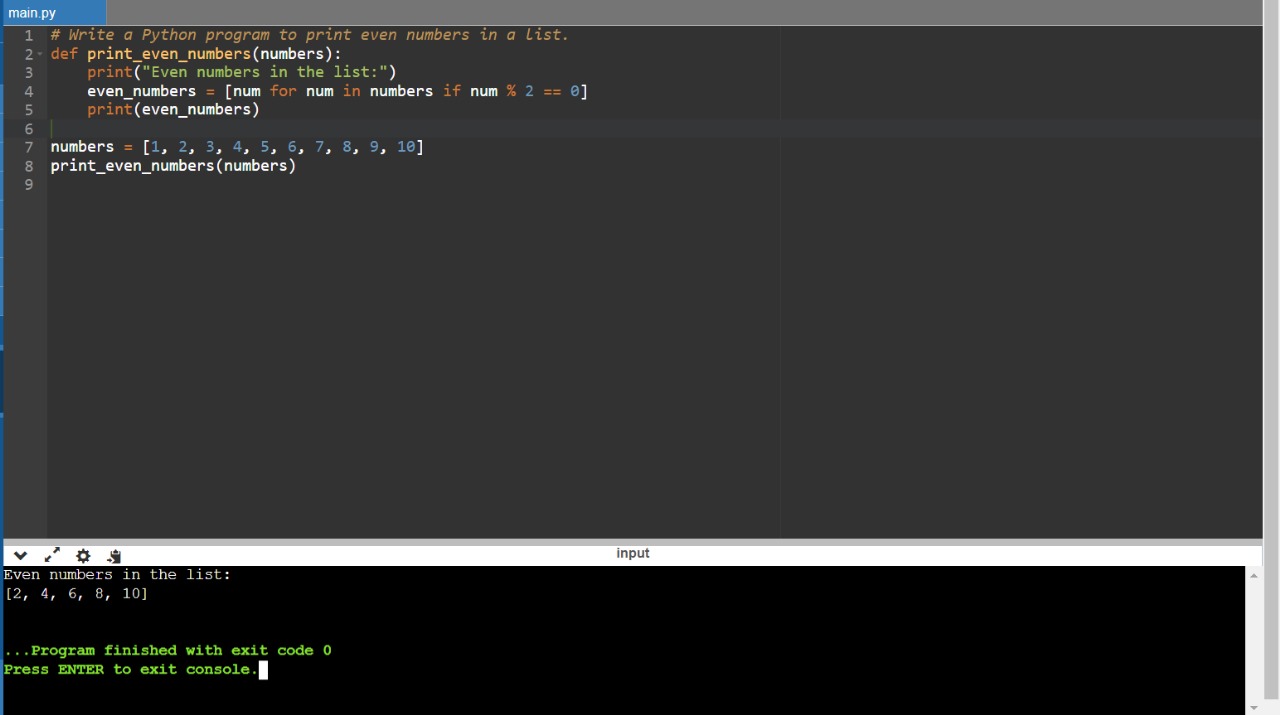 main.py
1 # Write a Python program to print even numbers in a list.
2 def print_even_numbers(numbers):
3     print("Even numbers in the list:")
4     even_numbers = [num for num in numbers if num % 2 == 0]
5     print(even_numbers)
6
7 numbers = [1, 2, 3, 4, 5, 6, 7, 8, 9, 10]
8 print_even_numbers(numbers)
9
input
Even numbers in the list:
[2, 4, 6, 8, 10]
...Program finished with exit code 0
Press ENTER to exit console.